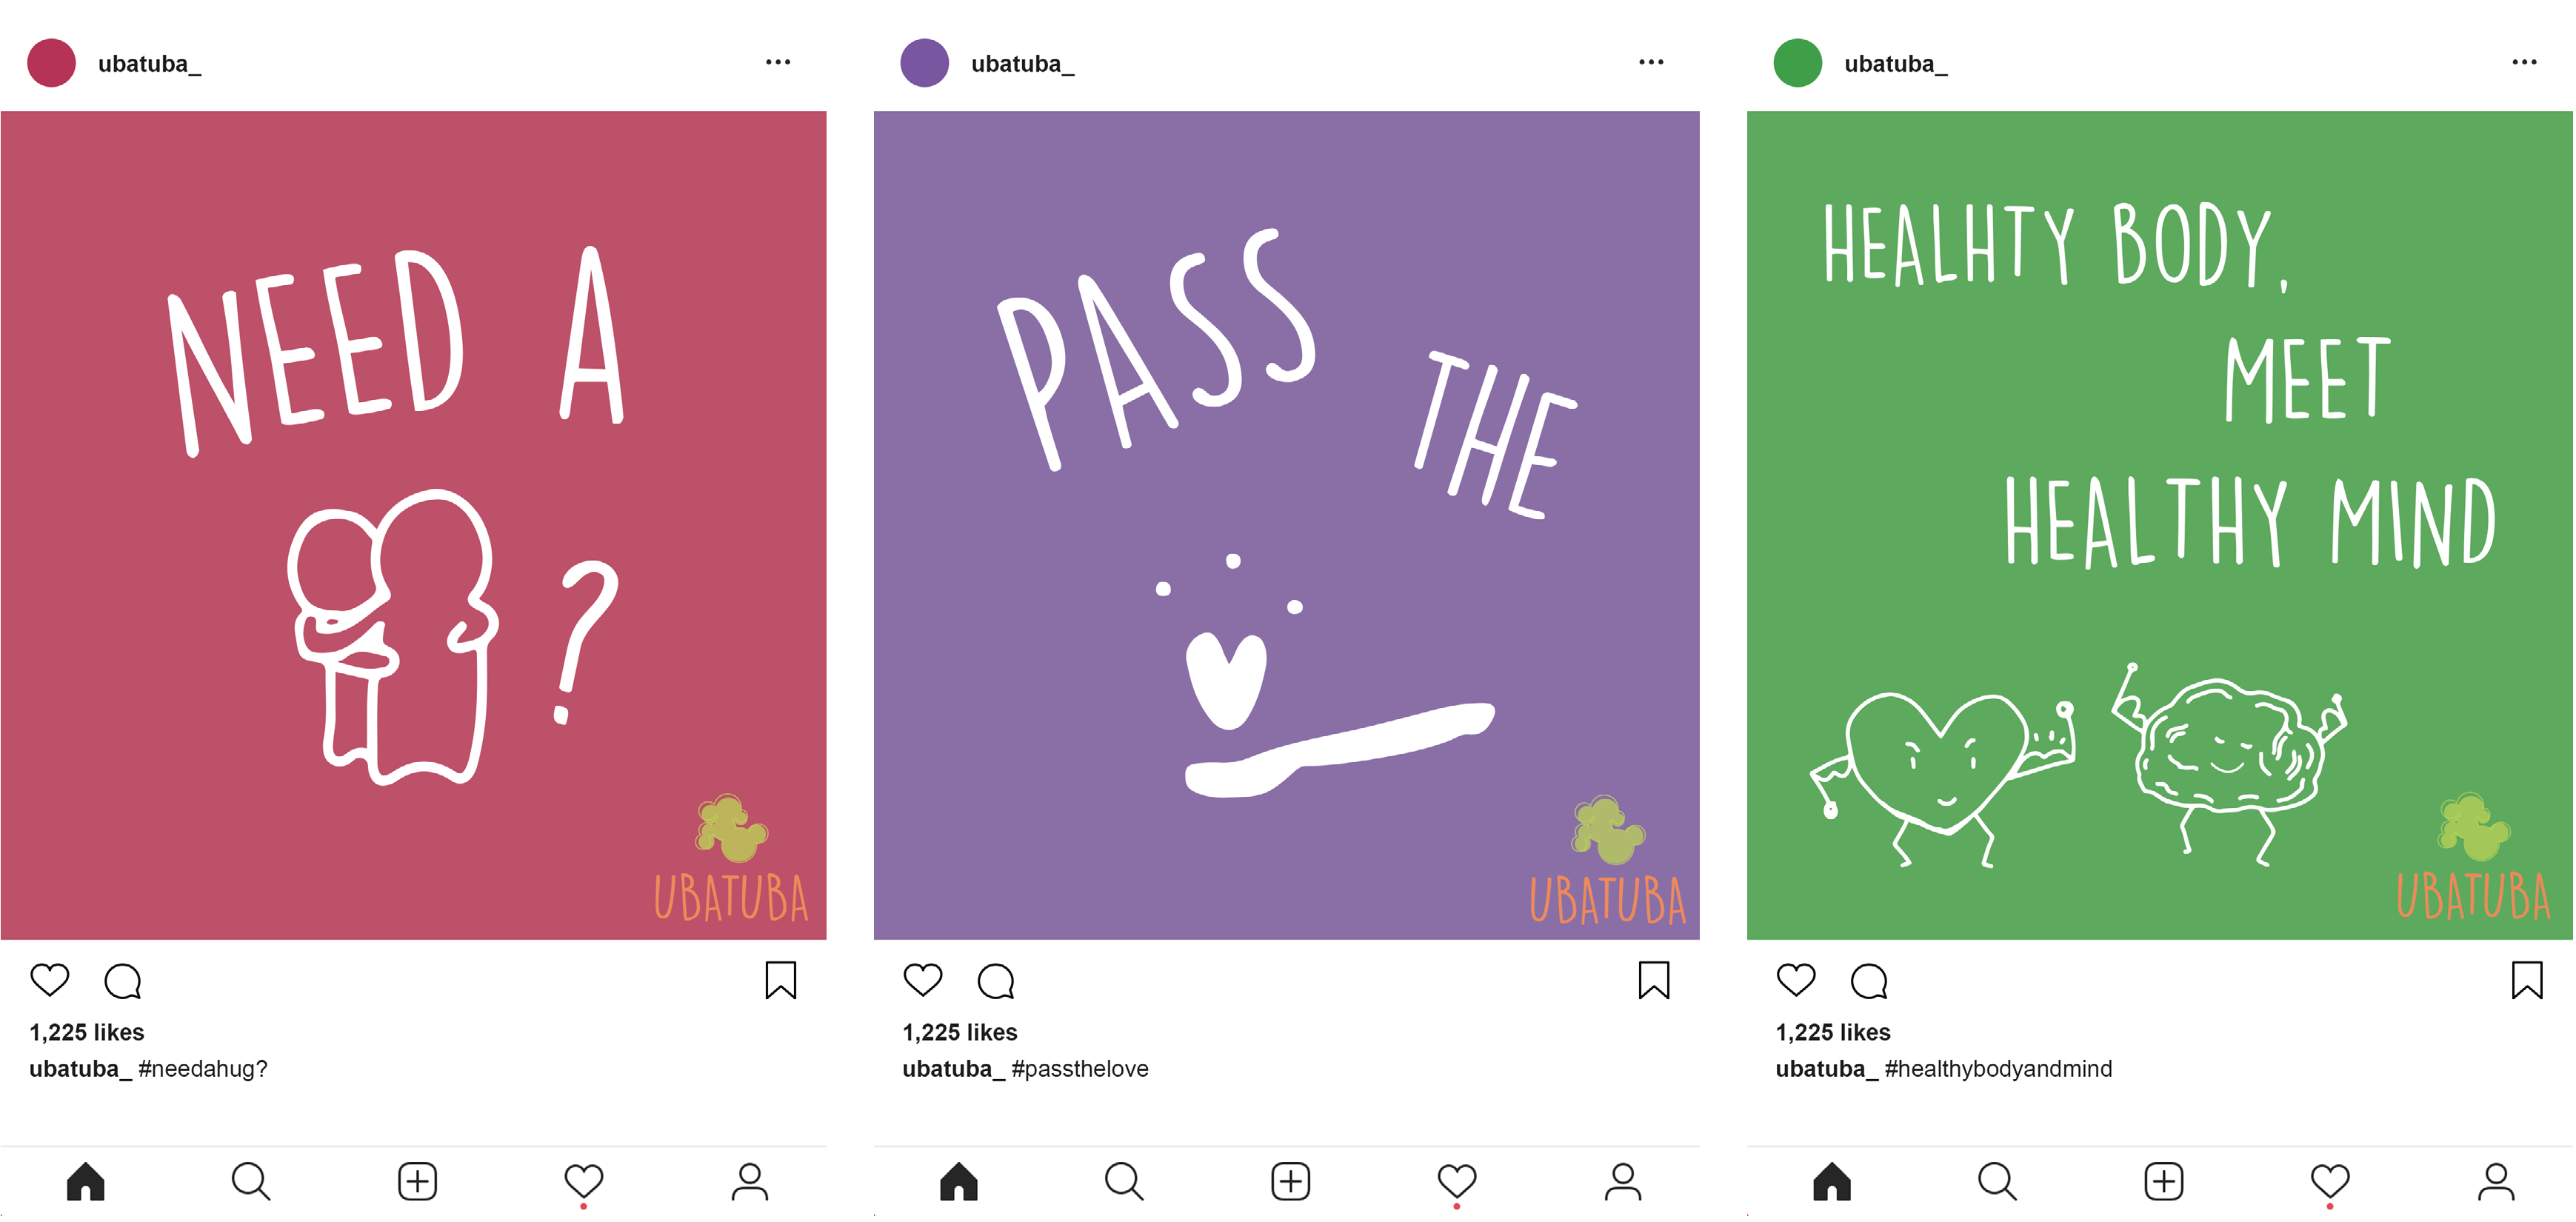 ubatuba_
NEED A
?
UBATUBA
1,225 likes
ubatuba_ #needahug?
ubatuba_
PASS
THE
UBATUBA
1,225 likes
ubatuba_ #passthelove
ubatuba_
HEALHTY BODY,
MEET
HEALTHY MIND
UBATUBA
1,225 likes
ubatuba_ #healthybodyandmind